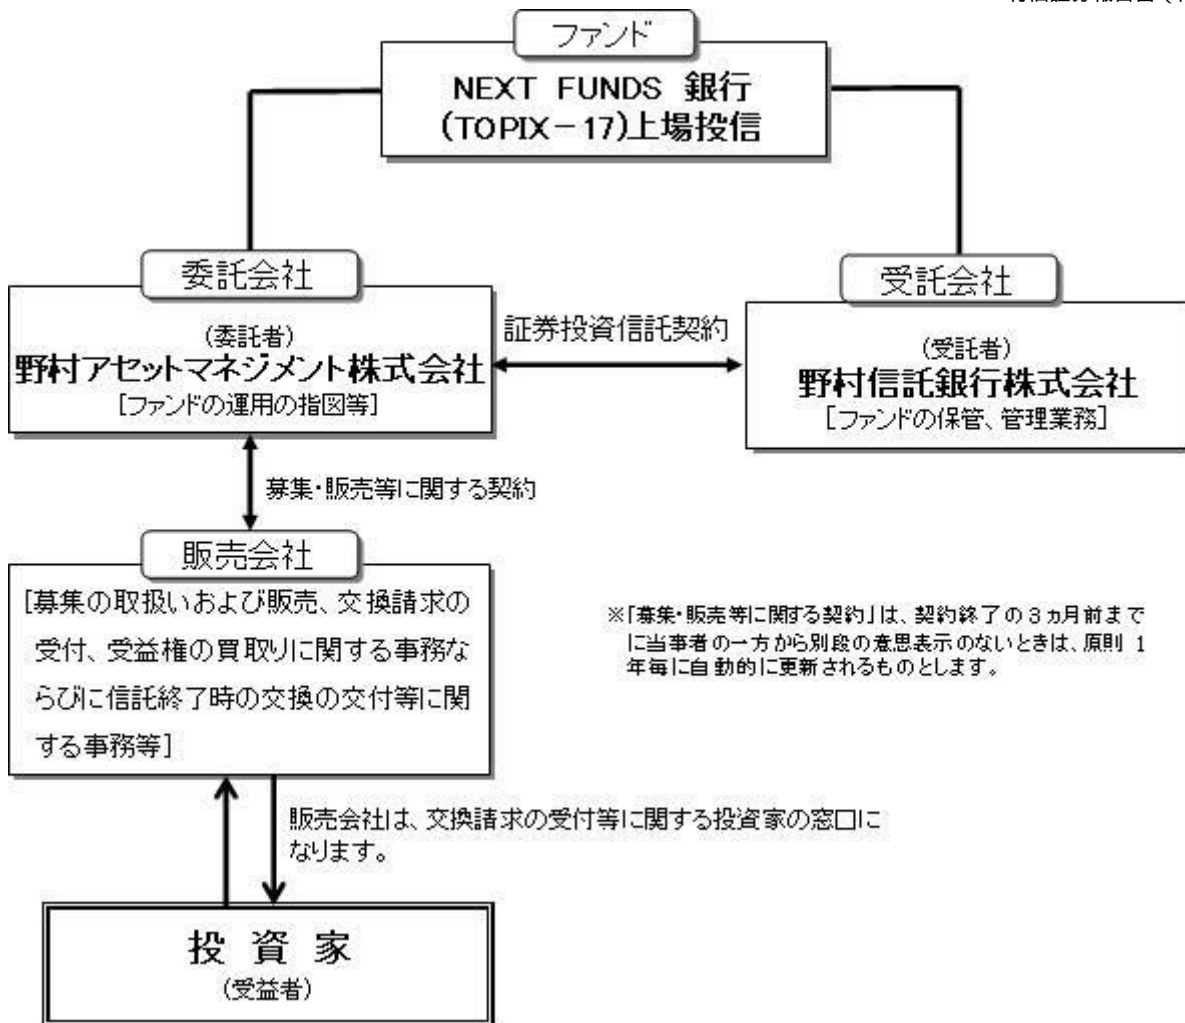 ファンド
NEXT FUNDS 銀行
(TOPIX－17)上場投信
委託会社
(委託者)
野村アセットマネジメント株式会社
[ファンドの運用の指図等]
証券投資信託契約
受託会社
(受託者)
野村信託銀行株式会社
[ファンドの保管、管理業務]
募集・販売等に関する契約
販売会社
[募集の取扱いおよび販売、交換請求の
受付、受益権の買取りに関する事務な
らびに信託終了時の交換の交付等に関
する事務等]
※「募集・販売等に関する契約」は、契約終了の3ヵ月前まで
に当事者の一方から別段の意思表示のないときは、原則 1
年毎に自動的に更新されるものとします。
販売会社は、交換請求の受付等に関する投資家の窓口に
なります。
投 資 家
(受益者)